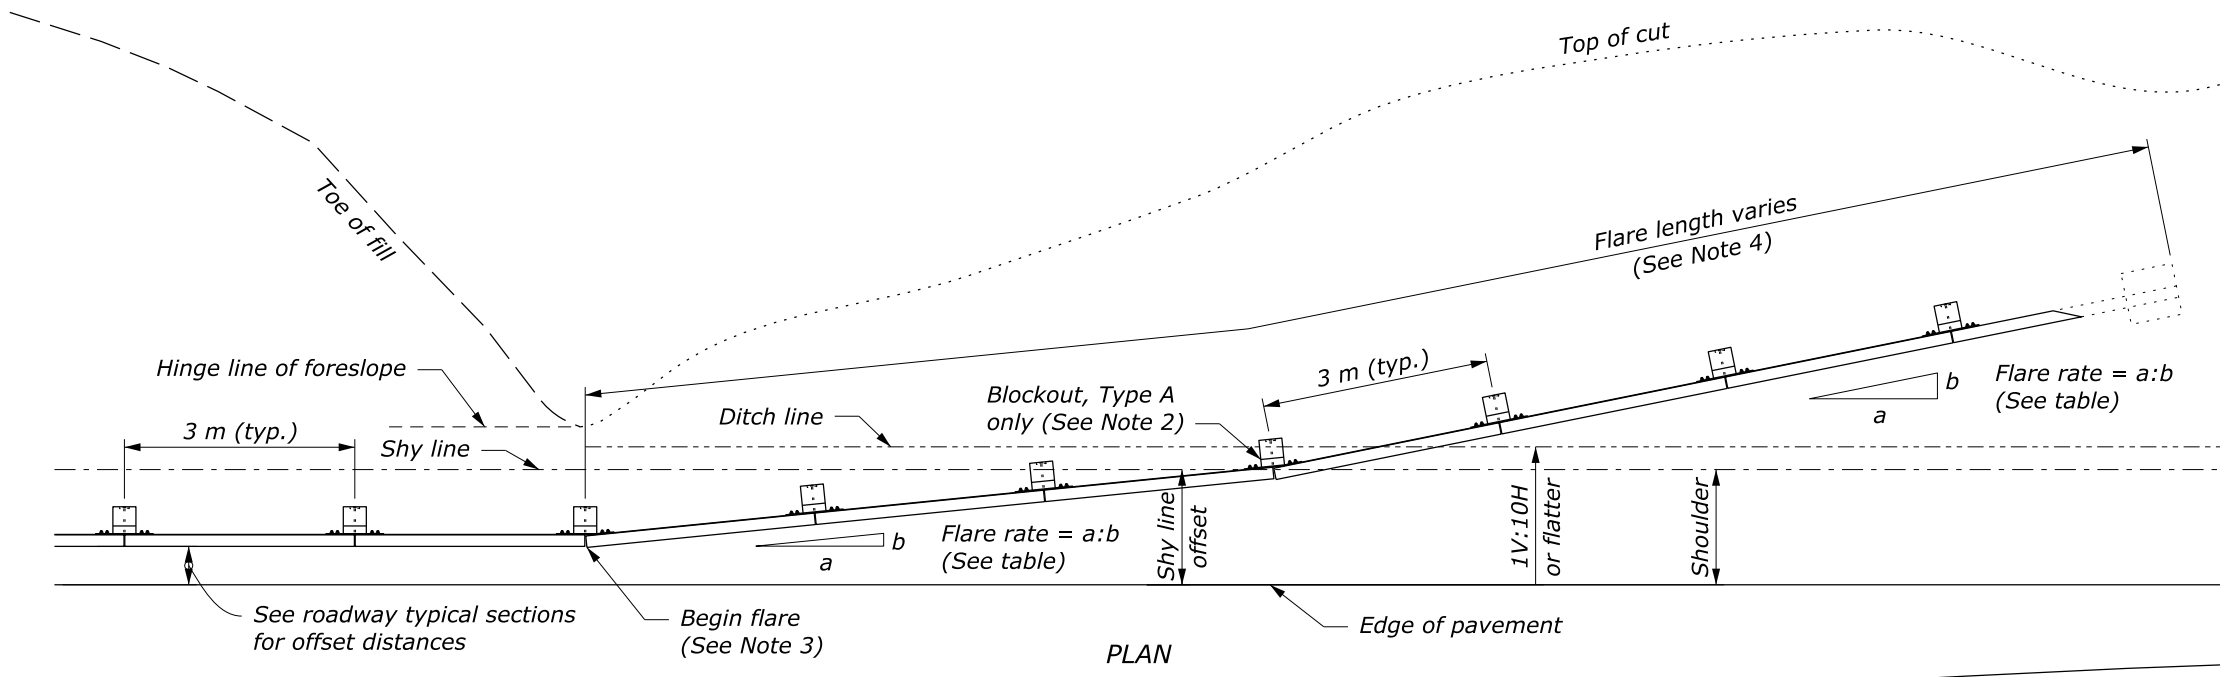 Top of cut
Toe of fill
Flare length varies
(See Note 4)
Hinge line of foreslope
3 m (typ.)
Shy line
Ditch line
Blockout, Type A
only (See Note 2)
3 m (typ.)
Flare rate = a:b
(See table)
b
a
Flare rate = a:b
(See table)
b
a
Shy line
offset
1V:10H
or flatter
Shoulder
See roadway typical sections
for offset distances
Begin flare
(See Note 3)
Edge of pavement
PLAN